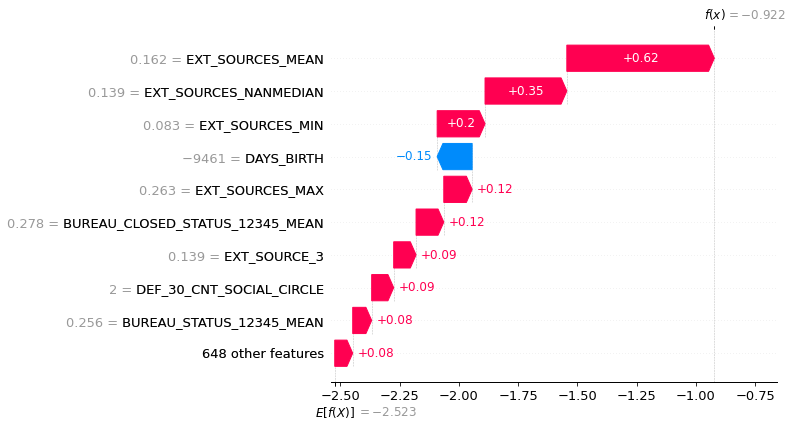 f(x) = −0.922
0.162 = EXT_SOURCES_MEAN +0.62
0.139 = EXT_SOURCES_NANMEDIAN +0.35
0.083 = EXT_SOURCES_MIN +0.2
−9461 = DAYS_BIRTH −0.15
0.263 = EXT_SOURCES_MAX +0.12
0.278 = BUREAU_CLOSED_STATUS_12345_MEAN +0.12
0.139 = EXT_SOURCE_3 +0.09
2 = DEF_30_CNT_SOCIAL_CIRCLE +0.09
0.256 = BUREAU_STATUS_12345_MEAN +0.08
648 other features +0.08
−2.50 −2.25 −2.00 −1.75 −1.50 −1.25 −1.00 −0.75
E[f(X)] = −2.523